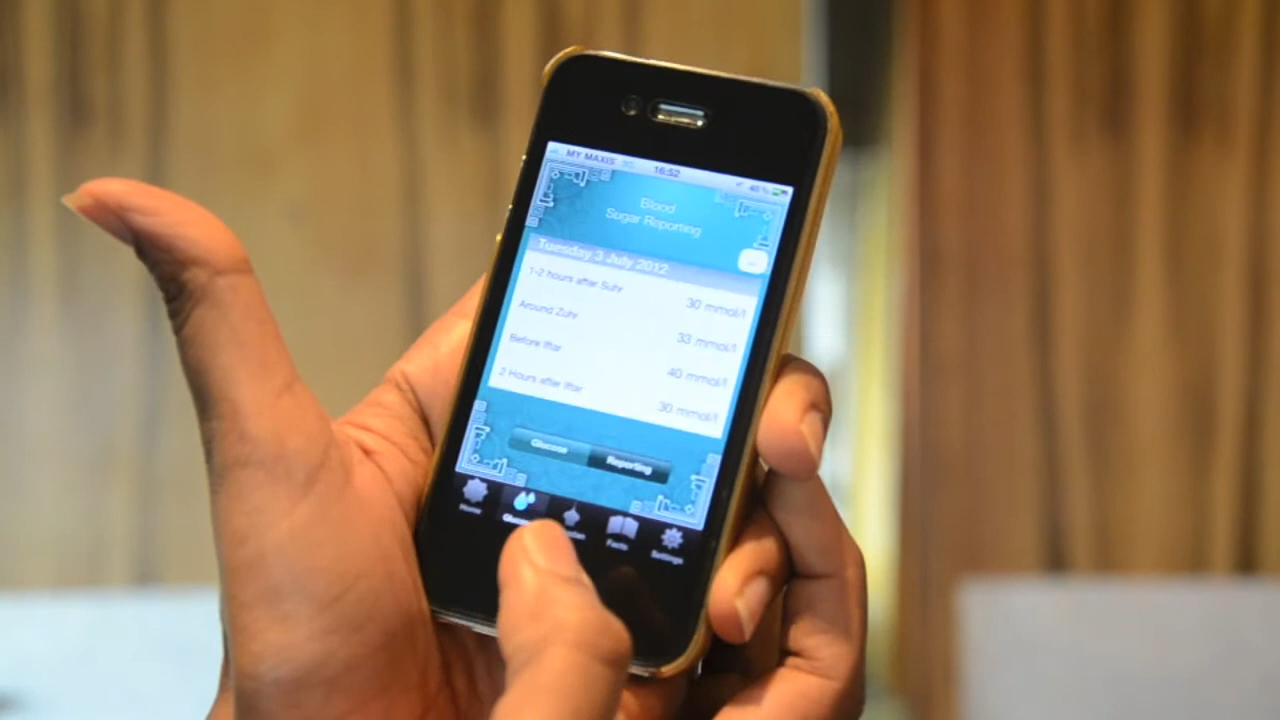 MY MAXIS 3G 16:52
Blood
Sugar Reporting
Tuesday 3 July 2012
1-2 hours after Suhr 30 mmol/l
Around Zuhr 33 mmol/l
Before Iftar 40 mmol/l
2 Hours after Iftar 30 mmol/l
Glucose Reporting
Home Facts Settings